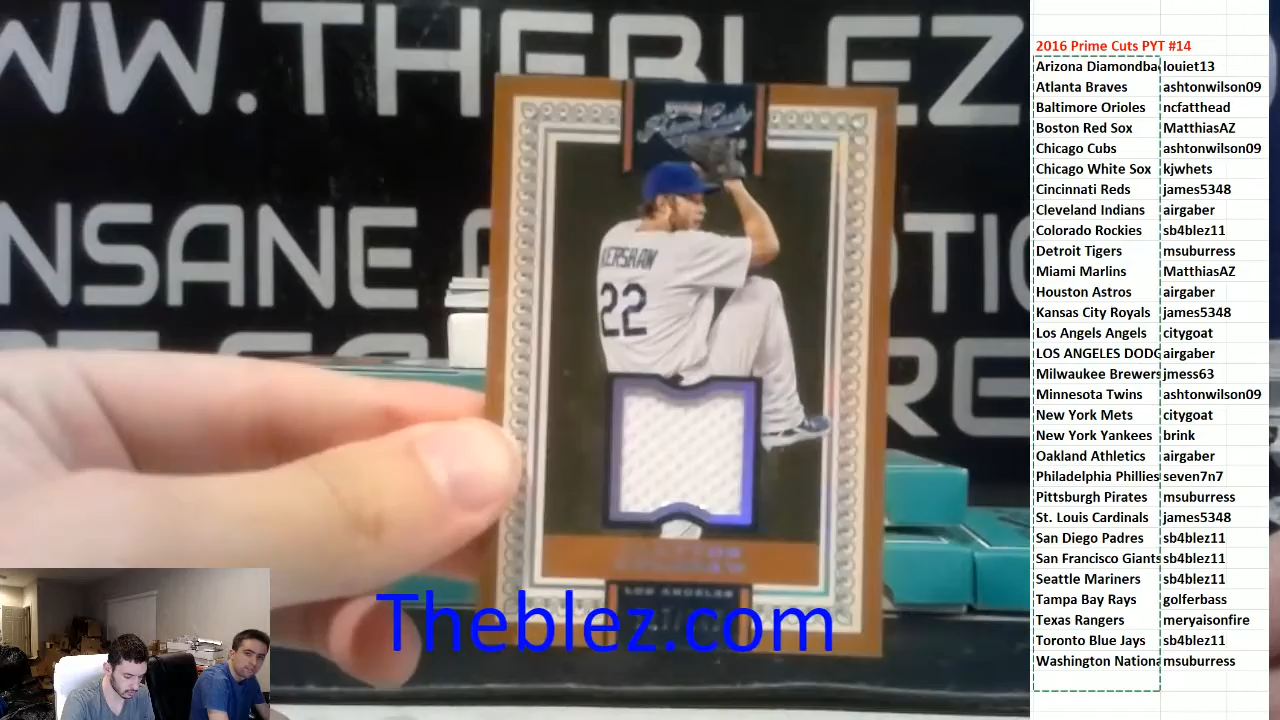 WW.THEBLEZ
INSANE
Prime Cuts
KERSHAW
22
CLAYTON
KERSHAW
LOS ANGELES
Theblez.com
2016 Prime Cuts PYT #14
Arizona Diamondba louiet13
Atlanta Braves ashtonwilson09
Baltimore Orioles ncfatthead
Boston Red Sox MatthiasAZ
Chicago Cubs ashtonwilson09
Chicago White Sox kjwhets
Cincinnati Reds james5348
Cleveland Indians airgaber
Colorado Rockies sb4blez11
Detroit Tigers msuburress
Miami Marlins MatthiasAZ
Houston Astros airgaber
Kansas City Royals james5348
Los Angels Angels citygoat
LOS ANGELES DODG airgaber
Milwaukee Brewers jmess63
Minnesota Twins ashtonwilson09
New York Mets citygoat
New York Yankees brink
Oakland Athletics airgaber
Philadelphia Phillies seven7n7
Pittsburgh Pirates msuburress
St. Louis Cardinals james5348
San Diego Padres sb4blez11
San Francisco Giants sb4blez11
Seattle Mariners sb4blez11
Tampa Bay Rays golferbass
Texas Rangers meryaisonfire
Toronto Blue Jays sb4blez11
Washington Nationa msuburress